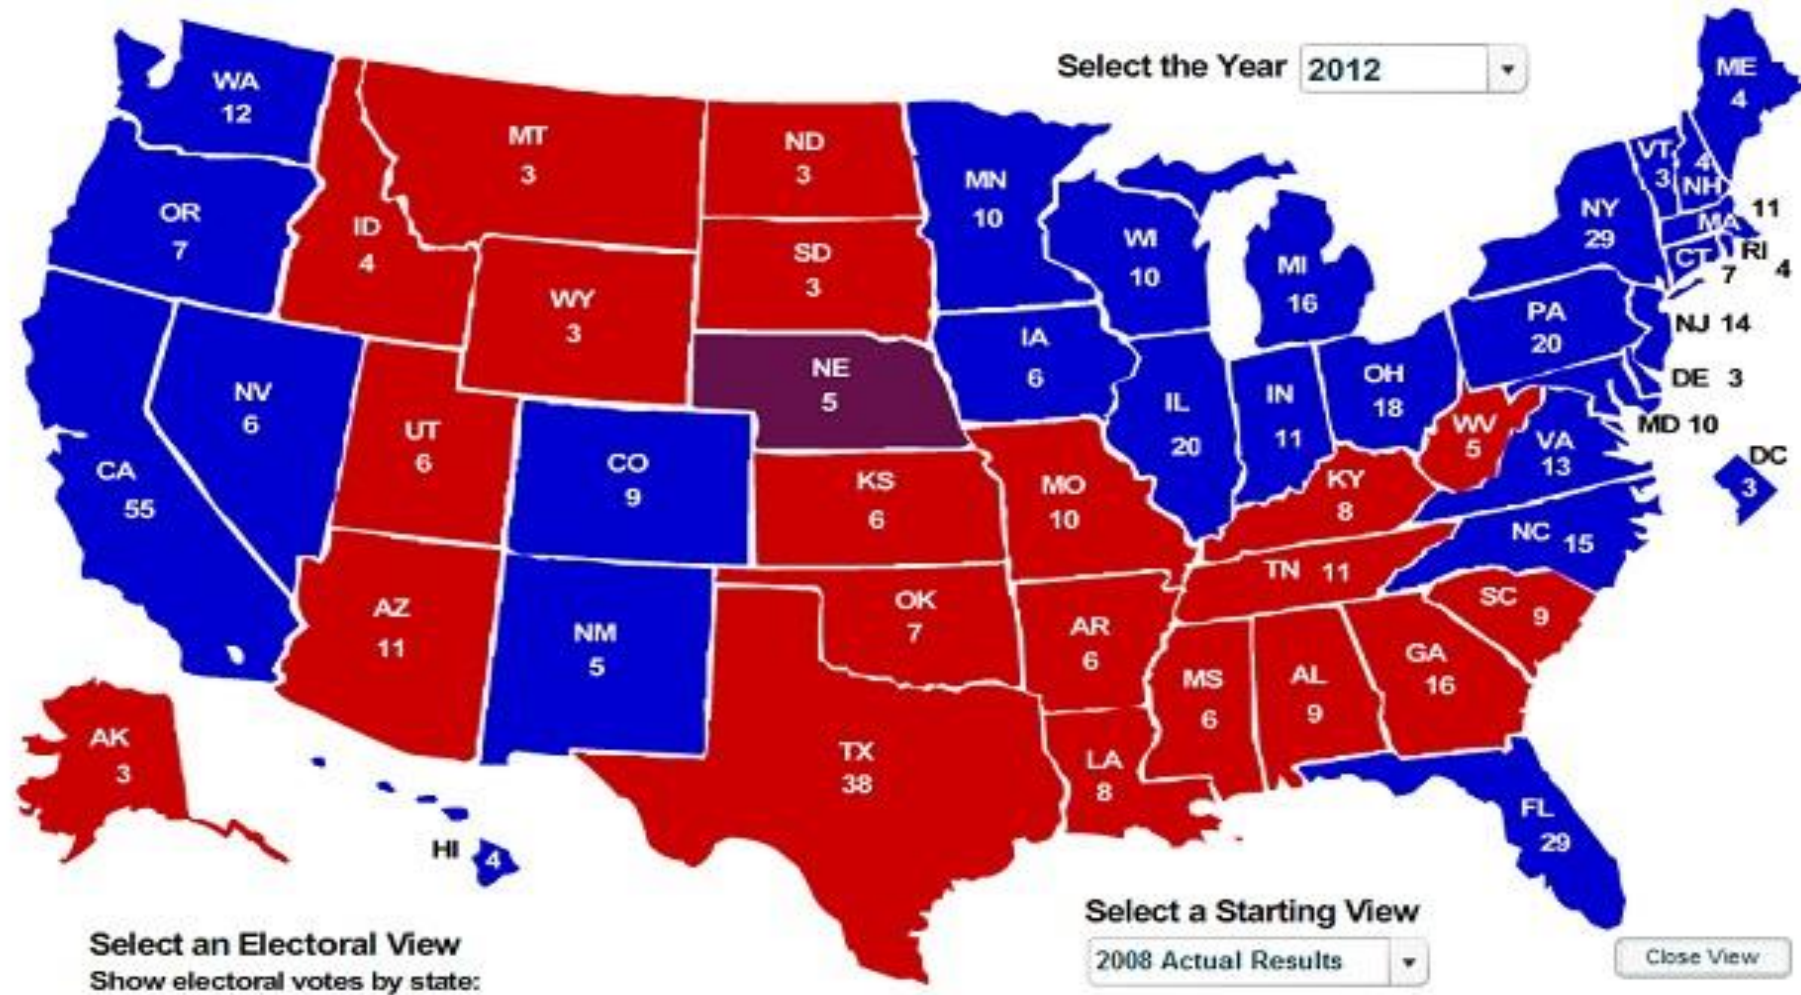 Select the Year 2012
WA
12
OR
7
CA
55
NV
6
ID
4
MT
3
WY
3
UT
6
AZ
11
CO
9
NM
5
ND
3
SD
3
NE
5
KS
6
OK
7
TX
38
MN
10
IA
6
MO
10
AR
6
LA
8
WI
10
IL
20
MI
16
IN
11
OH
18
KY
8
TN 11
MS
6
AL
9
GA
16
FL
29
SC
9
NC 15
VA
13
WV
5
PA
20
NY
29
VT
3
4
NH
ME
4
MA
11
RI
4
CT
7
NJ 14
DE 3
MD 10
DC
3
AK
3
HI
4
Select an Electoral View
Show electoral votes by state:
Select a Starting View
2008 Actual Results
Close View